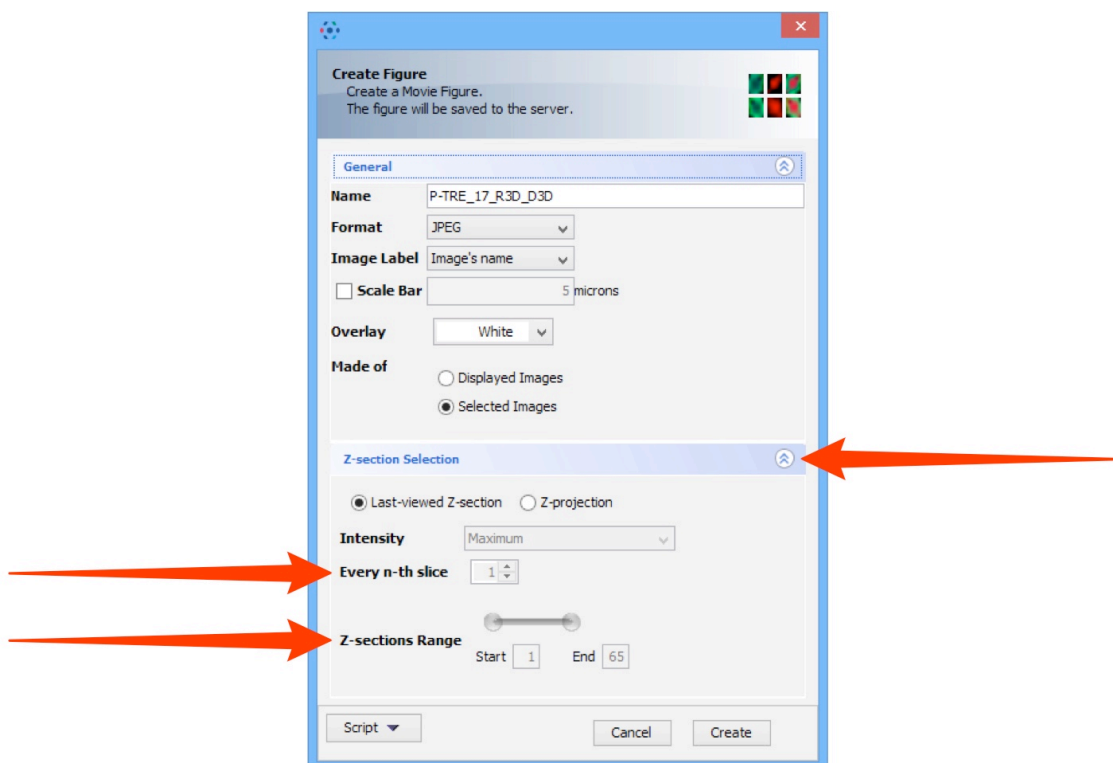 Create Figure
Create a Movie Figure.
The figure will be saved to the server.
General
Name P-TRE_17_R3D_D3D
Format JPEG
Image Label Image's name
Scale Bar 5 microns
Overlay White
Made of
Displayed Images
Selected Images
Z-section Selection
Last-viewed Z-section Z-projection
Intensity Maximum
Every n-th slice 1
Z-sections Range
Start 1 End 65
Script Cancel Create